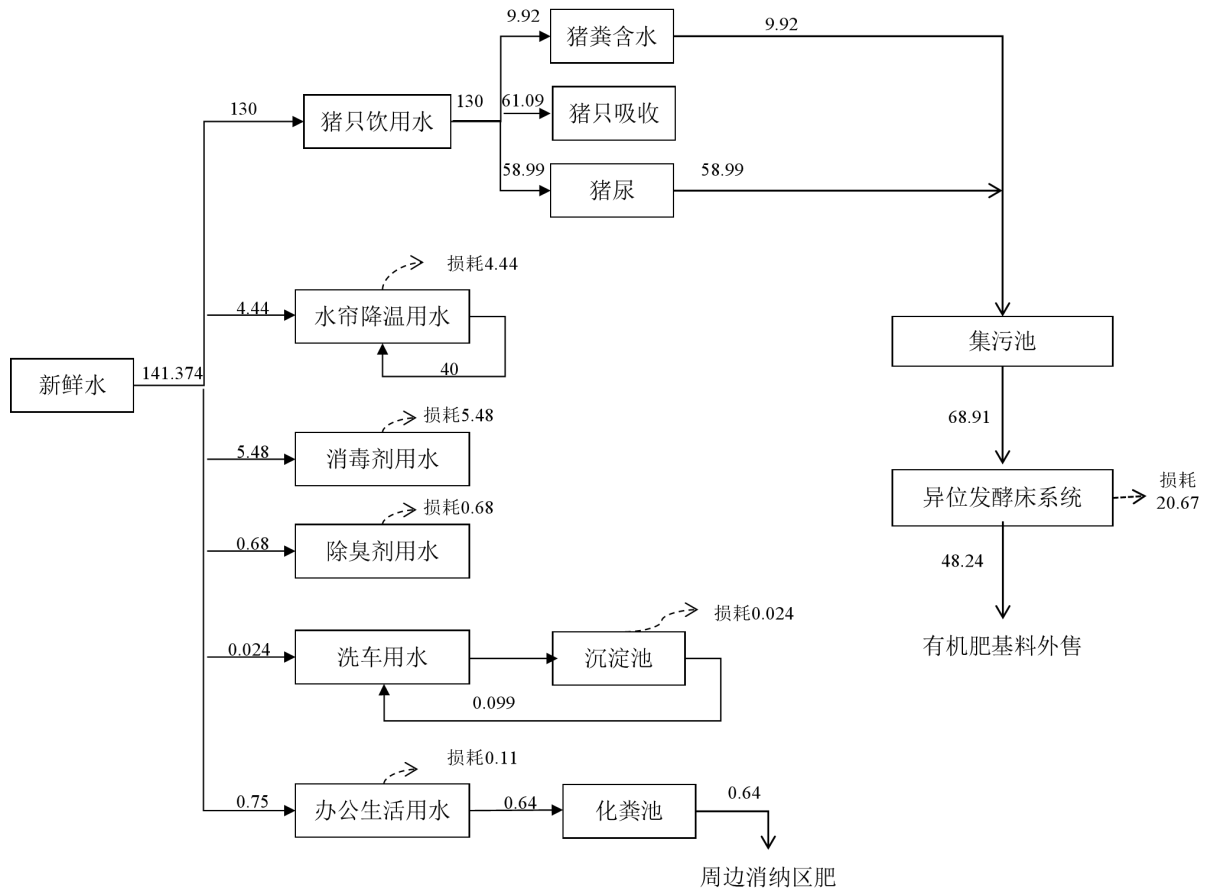 9.92
猪粪含水
9.92
130
猪只饮用水
130
61.09
猪只吸收
58.99
猪尿
58.99
损耗4.44
4.44
水帘降温用水
40
集污池
新鲜水
141.374
68.91
损耗5.48
5.48
消毒剂用水
异位发酵床系统
损耗
20.67
损耗0.68
0.68
除臭剂用水
48.24
有机肥基料外售
损耗0.024
0.024
洗车用水
沉淀池
0.099
损耗0.11
0.75
办公生活用水
0.64
化粪池
0.64
周边消纳区肥